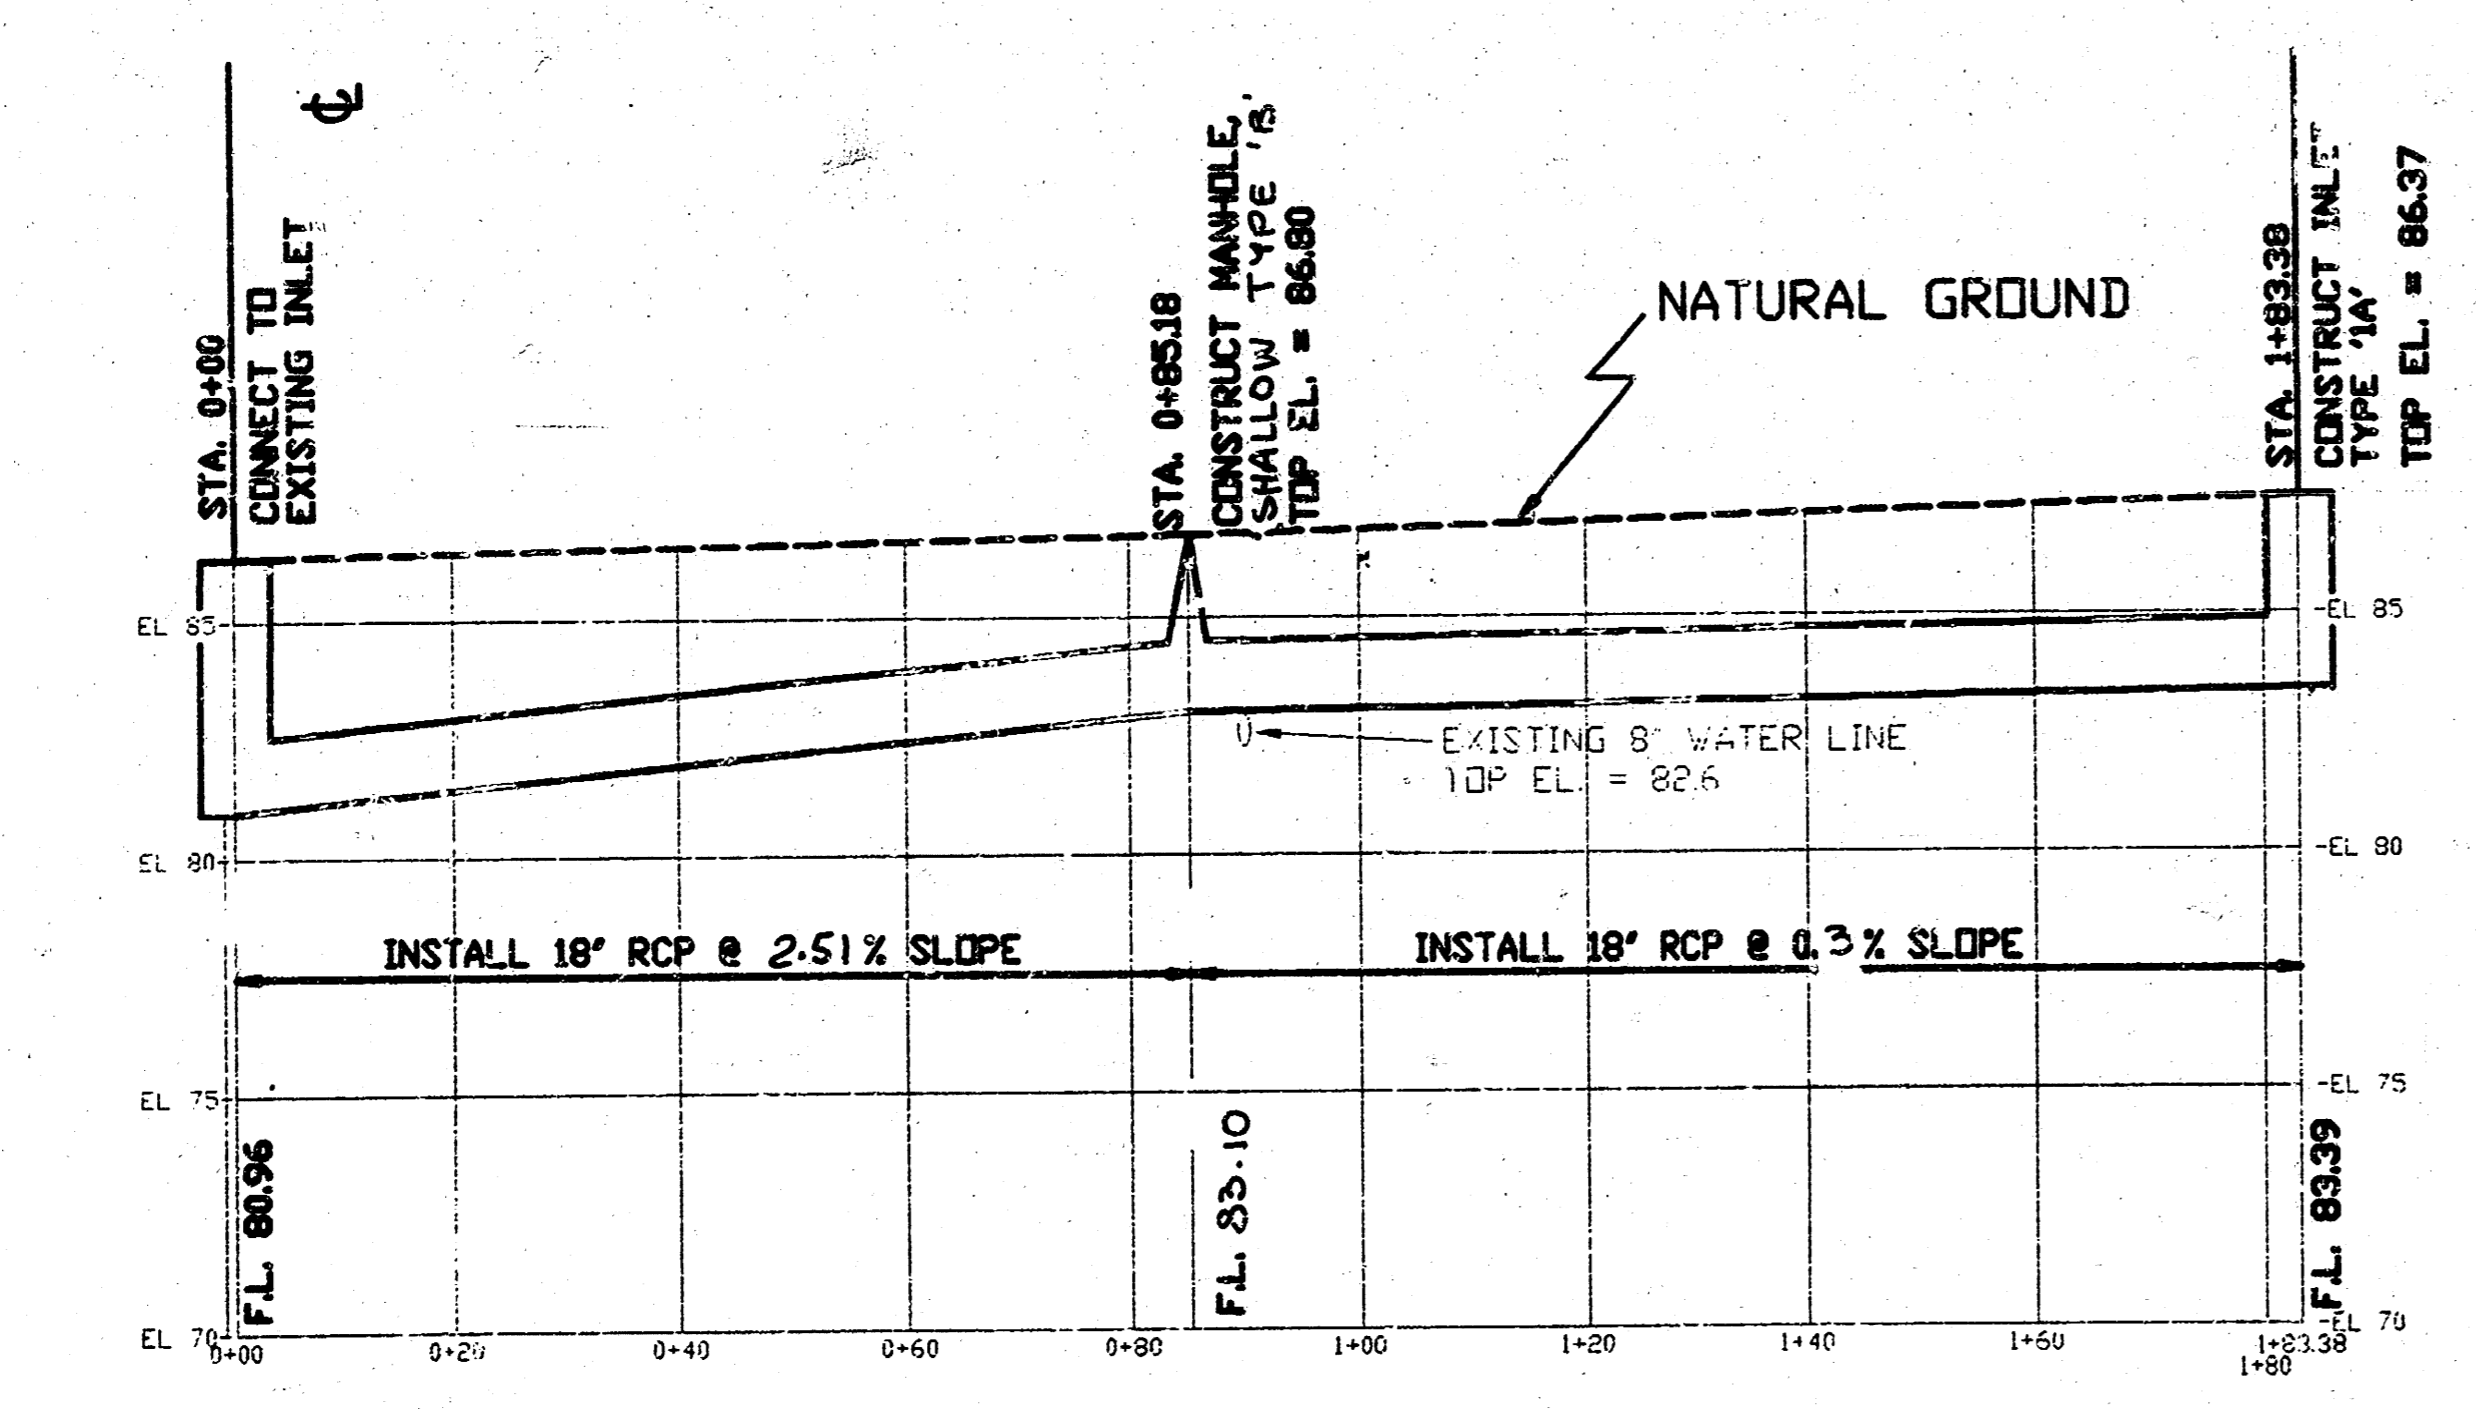 ℄
STA. 0+00
CONNECT TO
EXISTING INLET
STA. 0+85.18
CONSTRUCT MANHOLE,
SHALLOW TYPE 'B'
TOP EL. = 86.80
NATURAL GROUND
STA. 1+83.38
CONSTRUCT INLET
TYPE '1A'
TOP EL. = 86.37
EL 85
-EL 85
EXISTING 8" WATER LINE
TOP EL. = 82.6
EL 80
-EL 80
INSTALL 18" RCP @ 2.51% SLOPE
INSTALL 18" RCP @ 0.3% SLOPE
EL 75
-EL 75
F.L. 80.96
F.L. 83.10
F.L. 83.39
EL 70
-EL 70
0+00
0+20
0+40
0+60
0+80
1+00
1+20
1+40
1+60
1+83.38
1+80